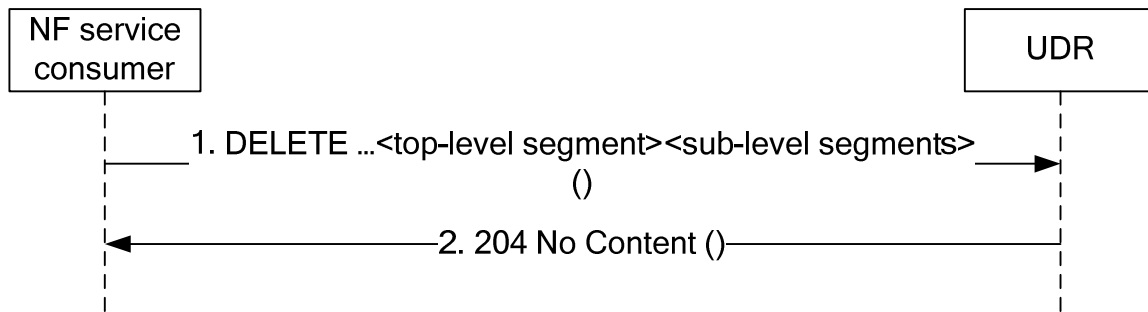 NF service
consumer
UDR
1. DELETE ...<top-level segment><sub-level segments>
()
2. 204 No Content ()